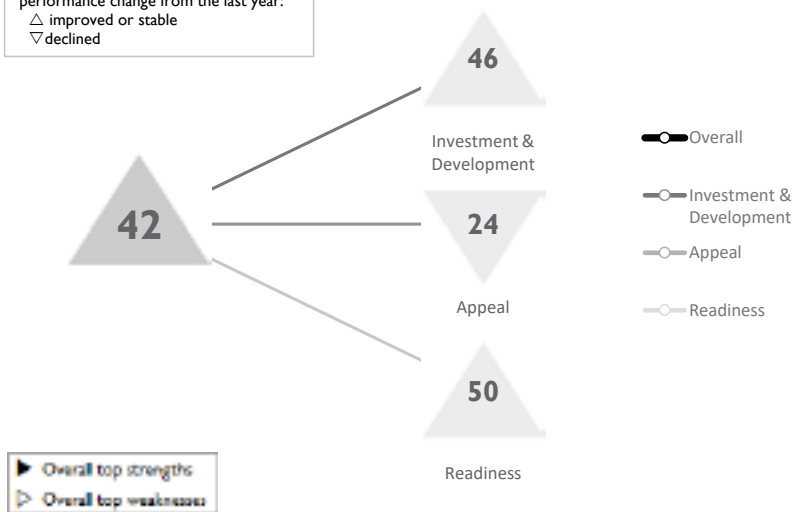 performance change from the last year:
△ improved or stable
▽ declined
46
Investment &
Development
42
24
Appeal
50
Readiness
Overall
Investment &
Development
Appeal
Readiness
▶ Overall top strengths
▷ Overall top weaknesses